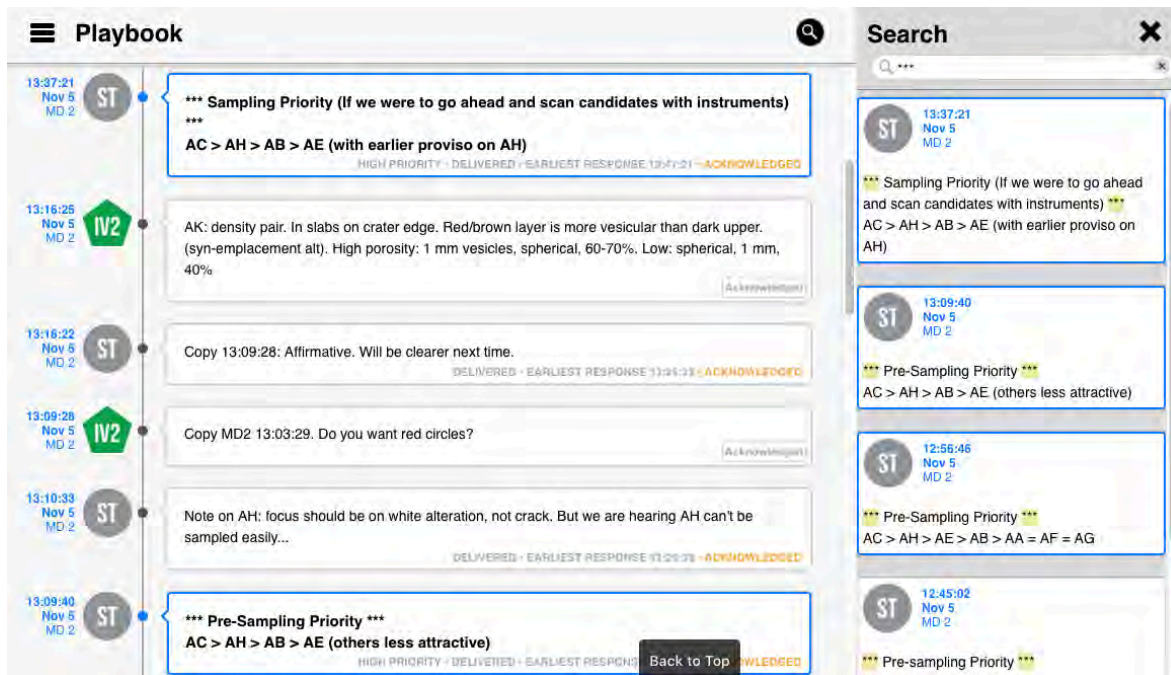 Playbook
13:37:21
Nov 5
MD 2
ST
*** Sampling Priority (If we were to go ahead and scan candidates with instruments)
***
AC > AH > AB > AE (with earlier proviso on AH)
HIGH PRIORITY - DELIVERED - EARLIEST RESPONSE 13:47:21 - ACKNOWLEDGED
13:16:25
Nov 5
MD 2
IV2
AK: density pair. In slabs on crater edge. Red/brown layer is more vesicular than dark upper.
(syn-emplacement alt). High porosity: 1 mm vesicles, spherical, 60-70%. Low: spherical, 1 mm,
40%
Acknowledged
13:16:22
Nov 5
MD 2
ST
Copy 13:09:28: Affirmative. Will be clearer next time.
DELIVERED - EARLIEST RESPONSE - ACKNOWLEDGED
13:09:28
Nov 5
MD 2
IV2
Copy MD2 13:03:29. Do you want red circles?
Acknowledged
13:10:33
Nov 5
MD 2
ST
Note on AH: focus should be on white alteration, not crack. But we are hearing AH can't be
sampled easily...
DELIVERED - EARLIEST RESPONSE - ACKNOWLEDGED
13:09:40
Nov 5
MD 2
ST
*** Pre-Sampling Priority ***
AC > AH > AB > AE (others less attractive)
HIGH PRIORITY - DELIVERED - EARLIEST
Back to Top
Search
***
ST
13:37:21
Nov 5
MD 2
*** Sampling Priority (If we were to go ahead
and scan candidates with instruments) ***
AC > AH > AB > AE (with earlier proviso on
AH)
ST
13:09:40
Nov 5
MD 2
*** Pre-Sampling Priority ***
AC > AH > AB > AE (others less attractive)
ST
12:56:46
Nov 5
MD 2
*** Pre-Sampling Priority ***
AC > AH > AE > AB > AA = AF = AG
ST
12:45:02
Nov 5
MD 2
*** Pre-sampling Priority ***